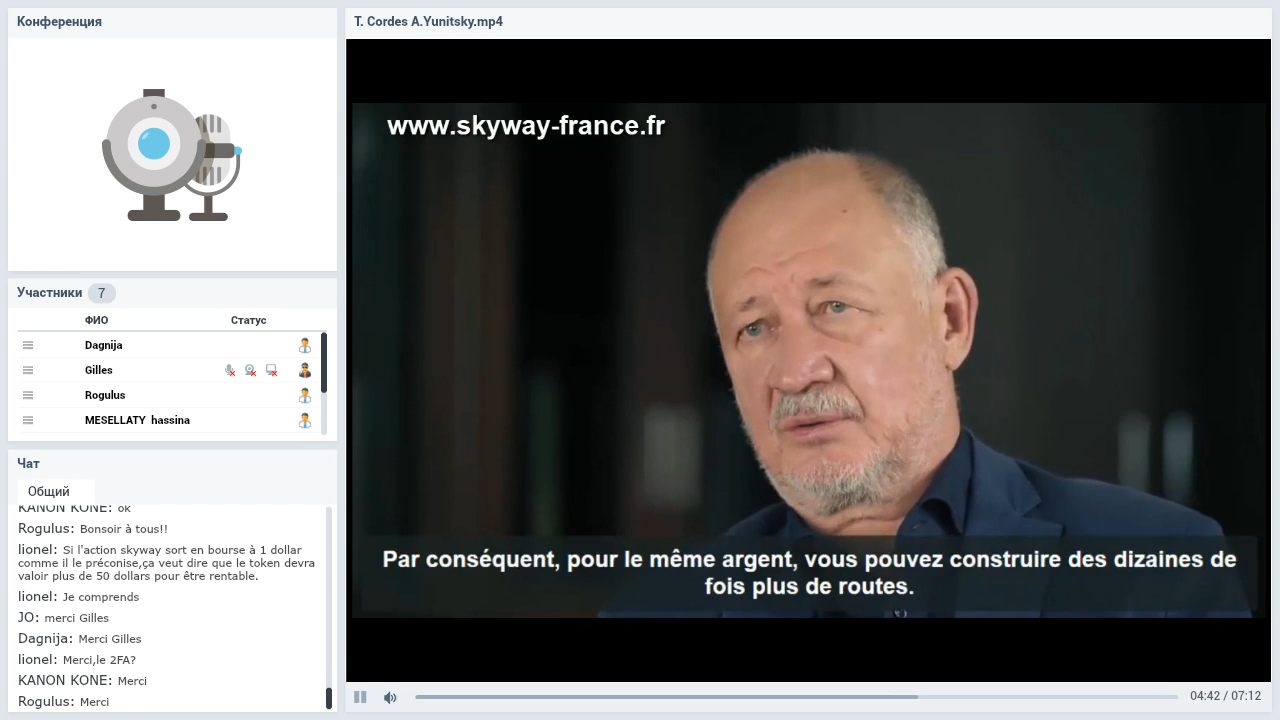 Конференция
T. Cordes A.Yunitsky.mp4
www.skyway-france.fr
Участники 7
ФИО Статус
Dagnija
Gilles
Rogulus
MESELLATY hassina
Чат
Общий
KANON KONE: ok
Rogulus: Bonsoir à tous!!
lionel: Si l'action skyway sort en bourse à 1 dollar
comme il le préconise,ça veut dire que le token devra
valoir plus de 50 dollars pour être rentable.
lionel: Je comprends
JO: merci Gilles
Dagnija: Merci Gilles
lionel: Merci,le 2FA?
KANON KONE: Merci
Rogulus: Merci
Par conséquent, pour le même argent, vous pouvez construire des dizaines de
fois plus de routes.
04:42 / 07:12